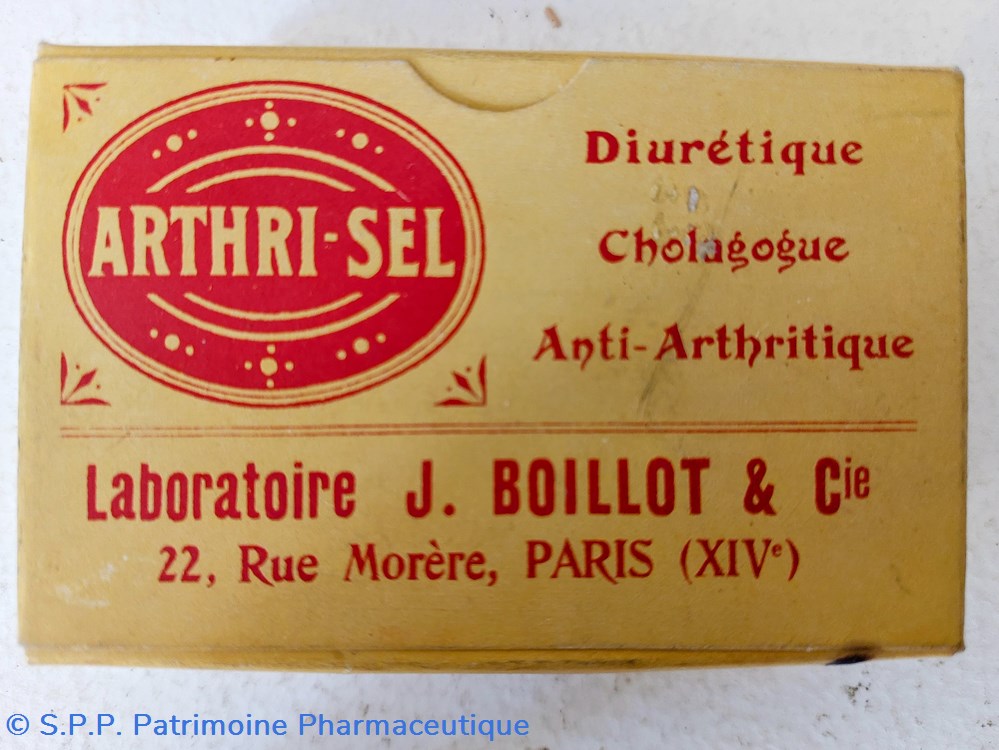 ARTHRI-SEL
Diurétique
Cholagogue
Anti-Arthritique
Laboratoire J. BOILLOT & Cie
22, Rue Morère, PARIS (XIVe)
© S.P.P. Patrimoine Pharmaceutique